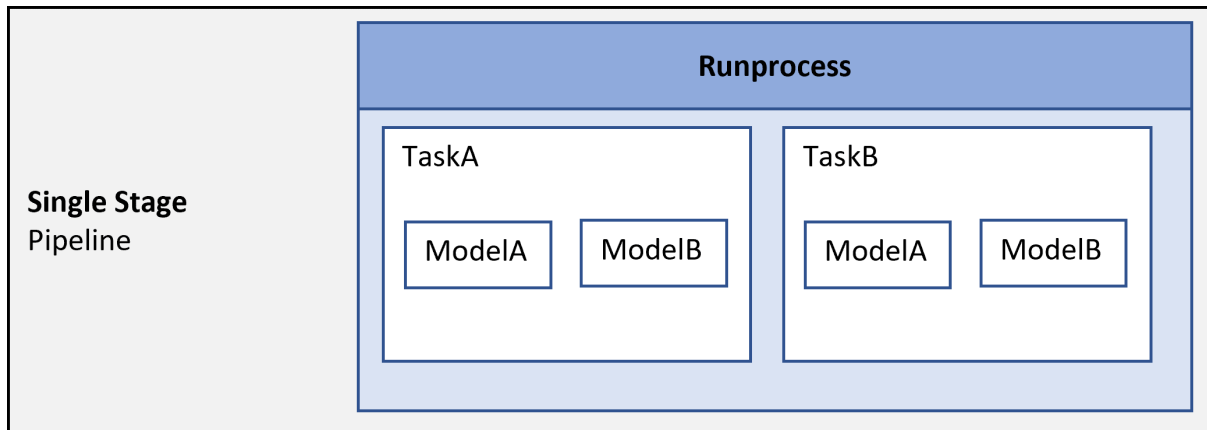 Runprocess
Single Stage
Pipeline
TaskA
ModelA
ModelB
TaskB
ModelA
ModelB